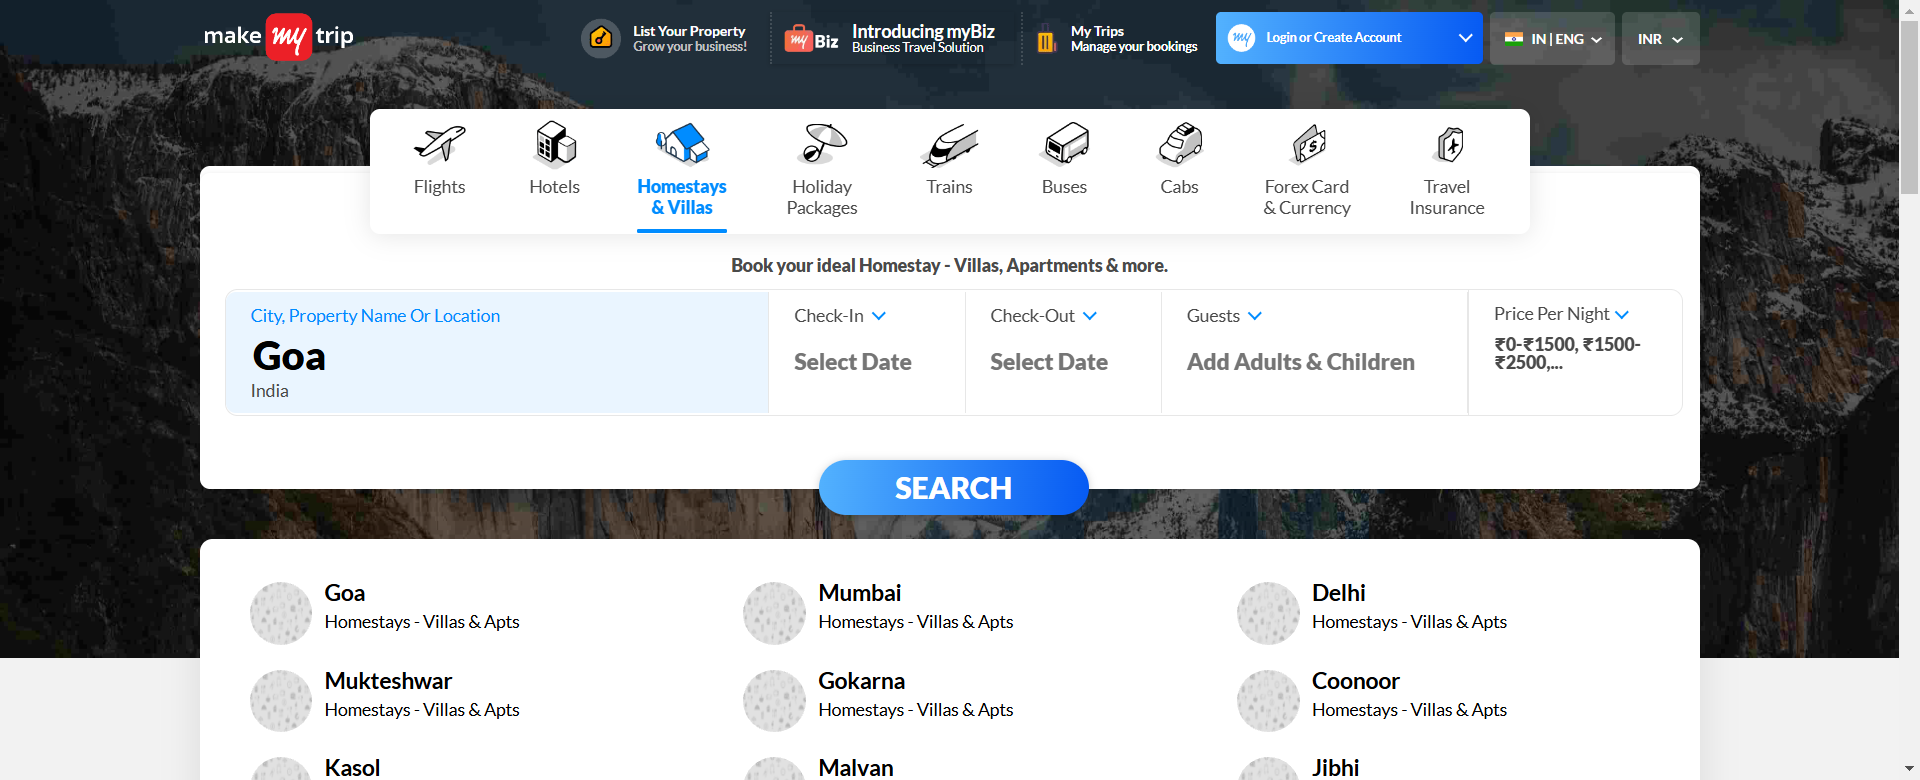 make my trip
List Your Property
Grow your business!
my Biz
Introducing myBiz
Business Travel Solution
My Trips
Manage your bookings
my
Login or Create Account
IN | ENG
INR
Flights
Hotels
Homestays
& Villas
Holiday
Packages
Trains
Buses
Cabs
Forex Card
& Currency
Travel
Insurance
Book your ideal Homestay - Villas, Apartments & more.
City, Property Name Or Location
Goa
India
Check-In
Select Date
Check-Out
Select Date
Guests
Add Adults & Children
Price Per Night
₹0-₹1500, ₹1500-
₹2500,...
SEARCH
Goa
Homestays - Villas & Apts
Mumbai
Homestays - Villas & Apts
Delhi
Homestays - Villas & Apts
Mukteshwar
Homestays - Villas & Apts
Gokarna
Homestays - Villas & Apts
Coonoor
Homestays - Villas & Apts
Kasol
Malvan
Jibhi